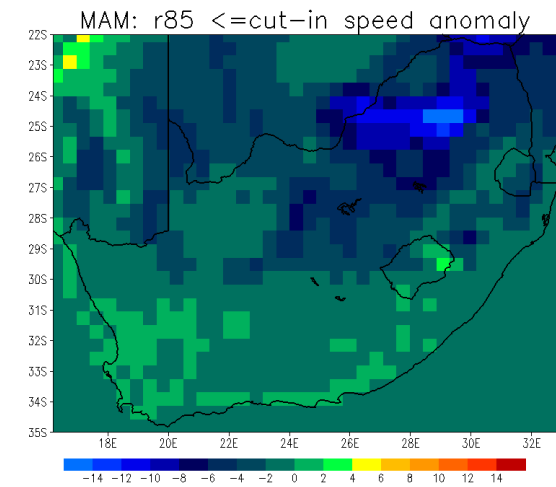 MAM: r85 <=cut-in speed anomaly
22S
23S
24S
25S
26S
27S
28S
29S
30S
31S
32S
33S
34S
35S
18E 20E 22E 24E 26E 28E 30E 32E
-14 -12 -10 -8 -6 -4 -2 0 2 4 6 8 10 12 14